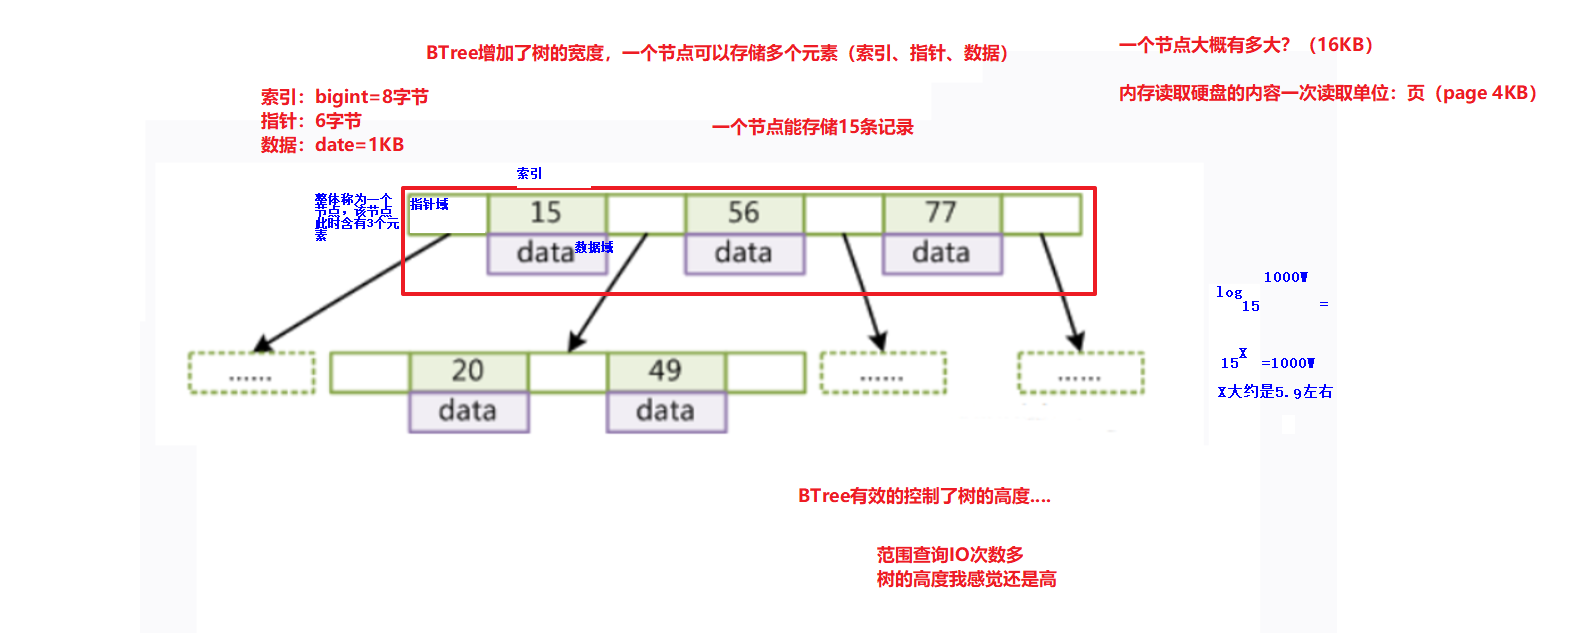 BTree增加了树的宽度，一个节点可以存储多个元素（索引、指针、数据）
一个节点大概有多大？（16KB）
索引：bigint=8字节
指针：6字节
数据：date=1KB
内存读取硬盘的内容一次读取单位：页（page 4KB）
一个节点能存储15条记录
索引
整体称为一个
节点，该节点
此时含有3个元
素
指针域
15
56
77
data
数据域
data
data
1000W
log
15
=
15
X
=1000W
X大约是5.9左右
......
20
49
......
......
data
data
BTree有效的控制了树的高度....
范围查询IO次数多
树的高度我感觉还是高